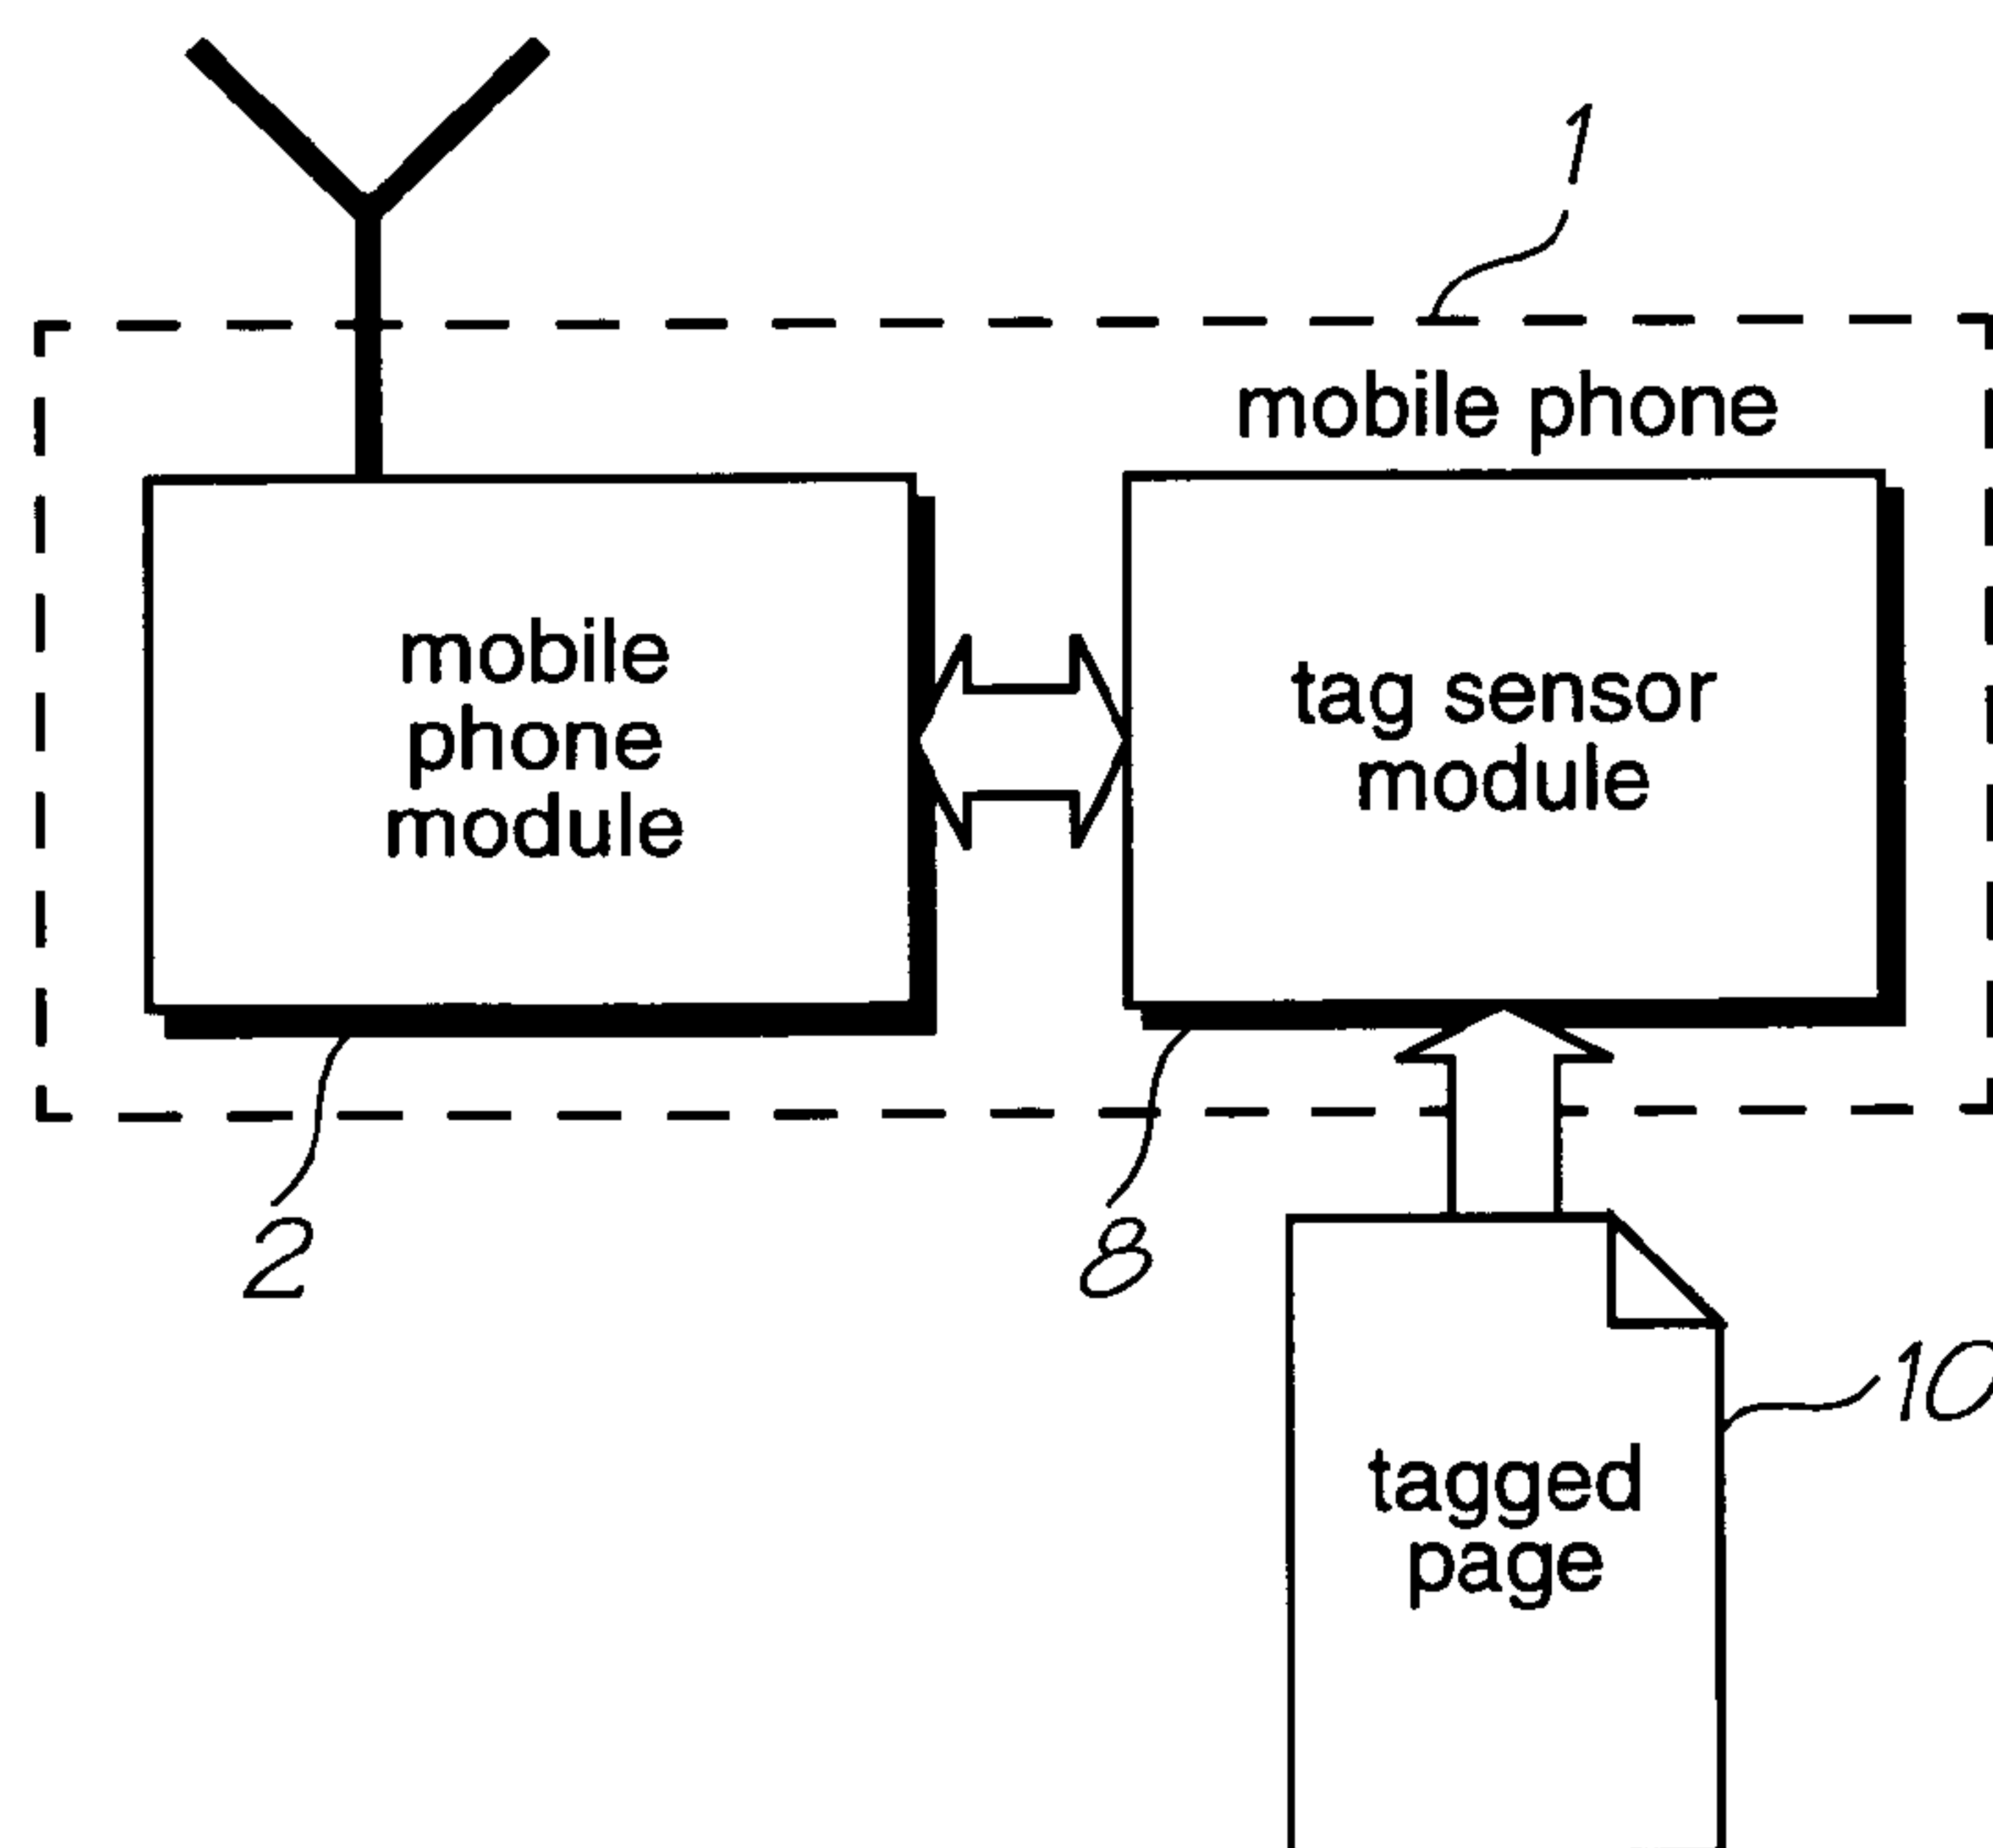 1
mobile phone
mobile
phone
module
tag sensor
module
2
8
10
tagged
page